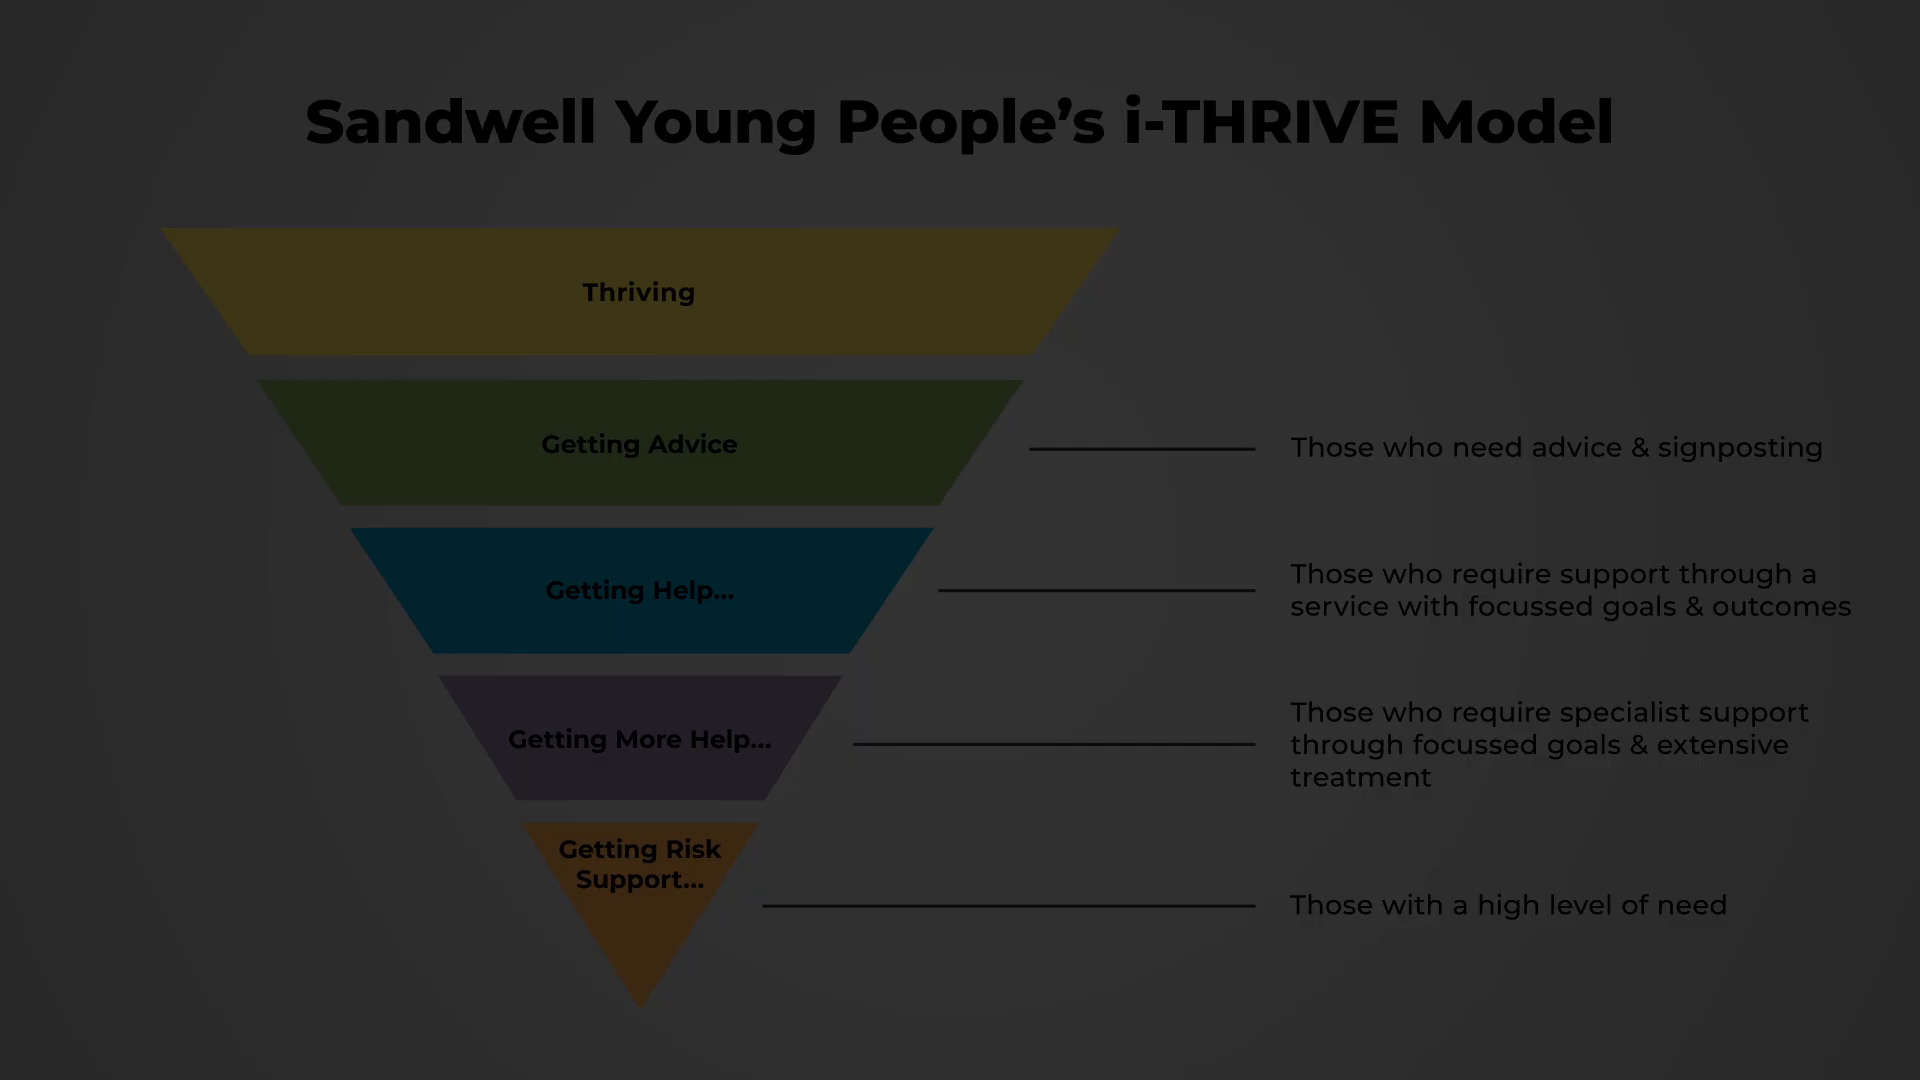 Sandwell Young People’s i-THRIVE Model
Thriving
Getting Advice
Those who need advice & signposting
Getting Help...
Those who require support through a
service with focussed goals & outcomes
Getting More Help...
Those who require specialist support
through focussed goals & extensive
treatment
Getting Risk
Support...
Those with a high level of need